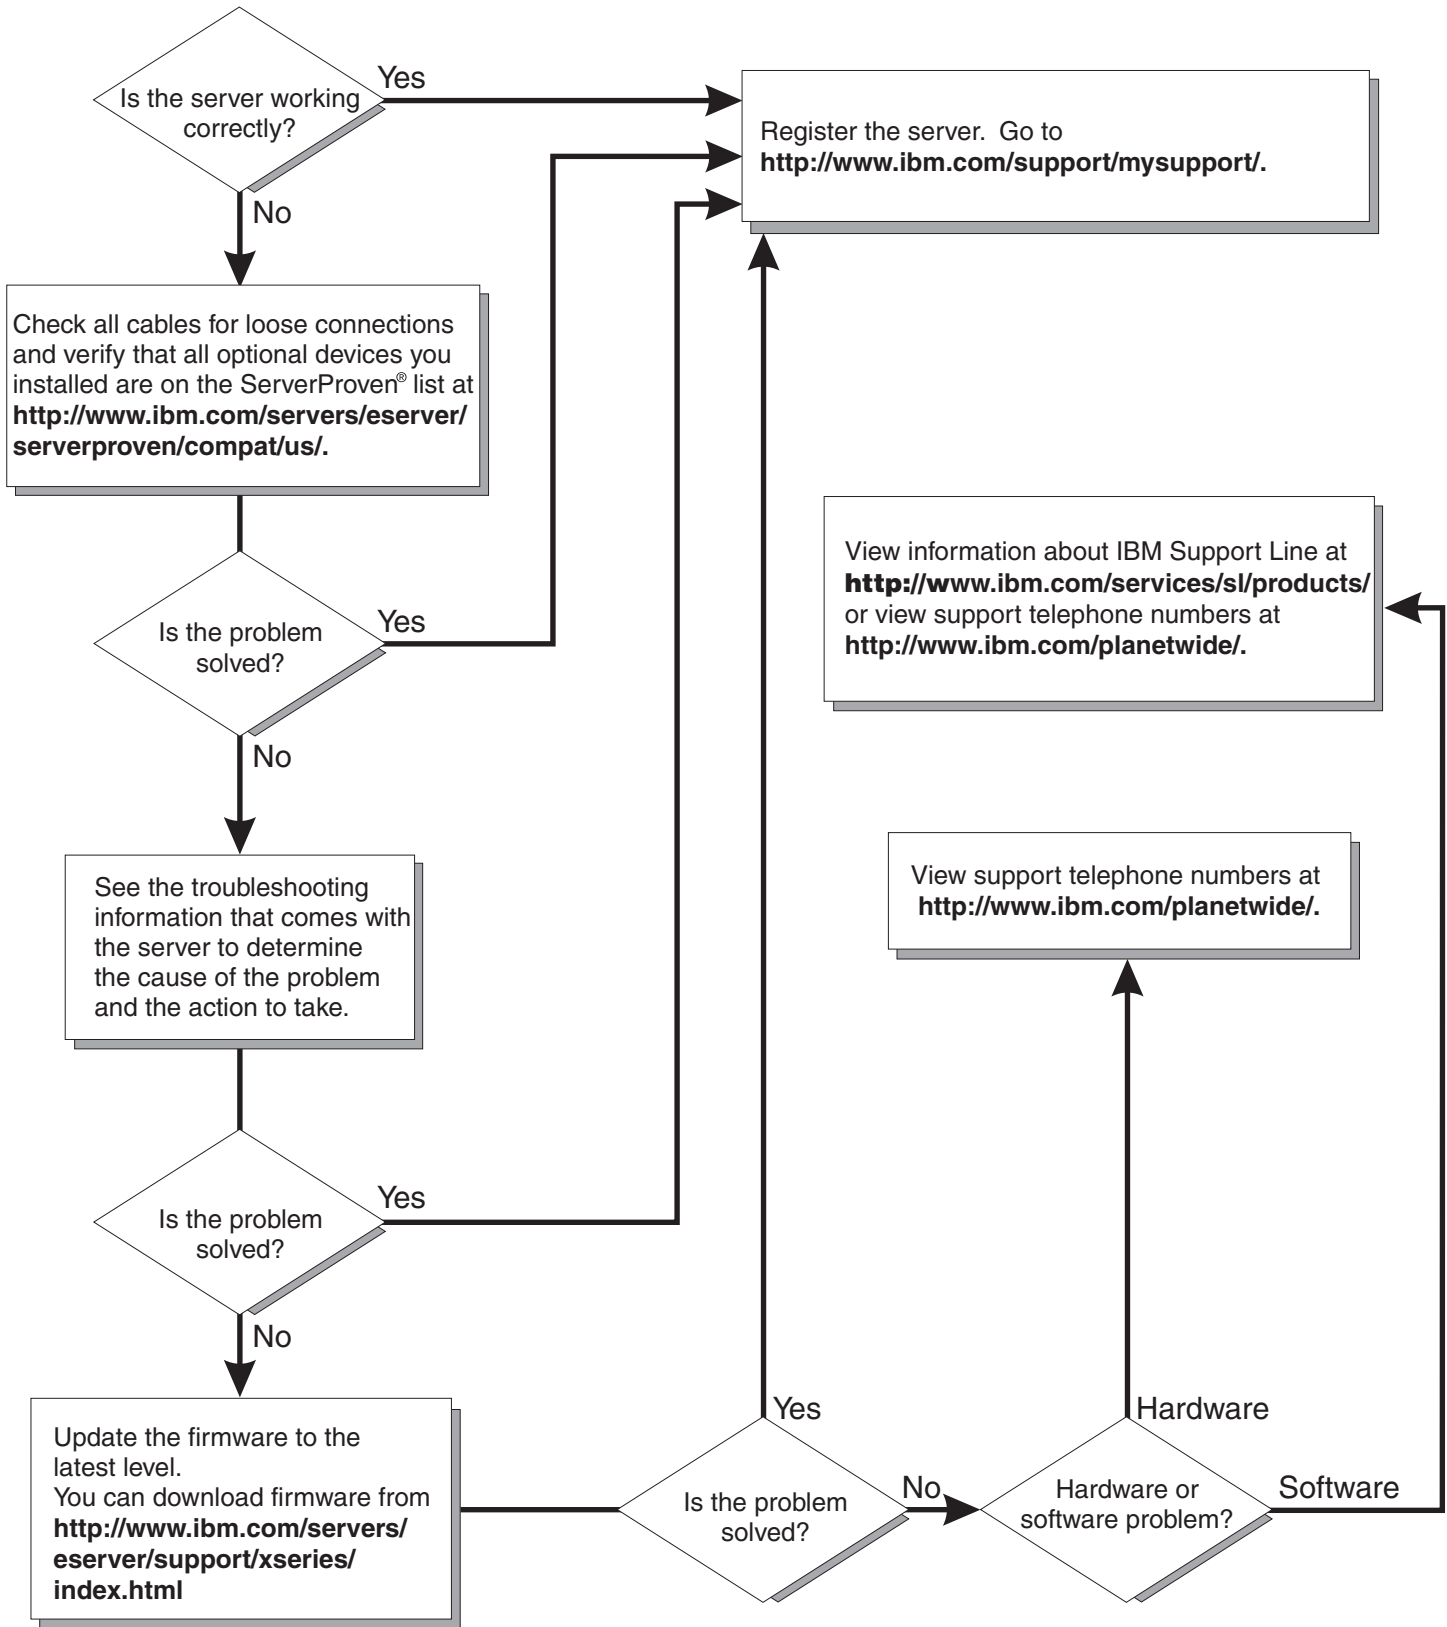 Is the server working
correctly?
Yes
No
Register the server.  Go to
http://www.ibm.com/support/mysupport/.
Check all cables for loose connections
and verify that all optional devices you
installed are on the ServerProven® list at
http://www.ibm.com/servers/eserver/
serverproven/compat/us/.
Is the problem
solved?
Yes
No
View information about IBM Support Line at
http://www.ibm.com/services/sl/products/
or view support telephone numbers at
http://www.ibm.com/planetwide/.
See the troubleshooting
information that comes with
the server to determine
the cause of the problem
and the action to take.
View support telephone numbers at
http://www.ibm.com/planetwide/.
Is the problem
solved?
Yes
No
Update the firmware to the
latest level.
You can download firmware from
http://www.ibm.com/servers/
eserver/support/xseries/
index.html
Is the problem
solved?
Yes
No
Hardware or
software problem?
Hardware
Software